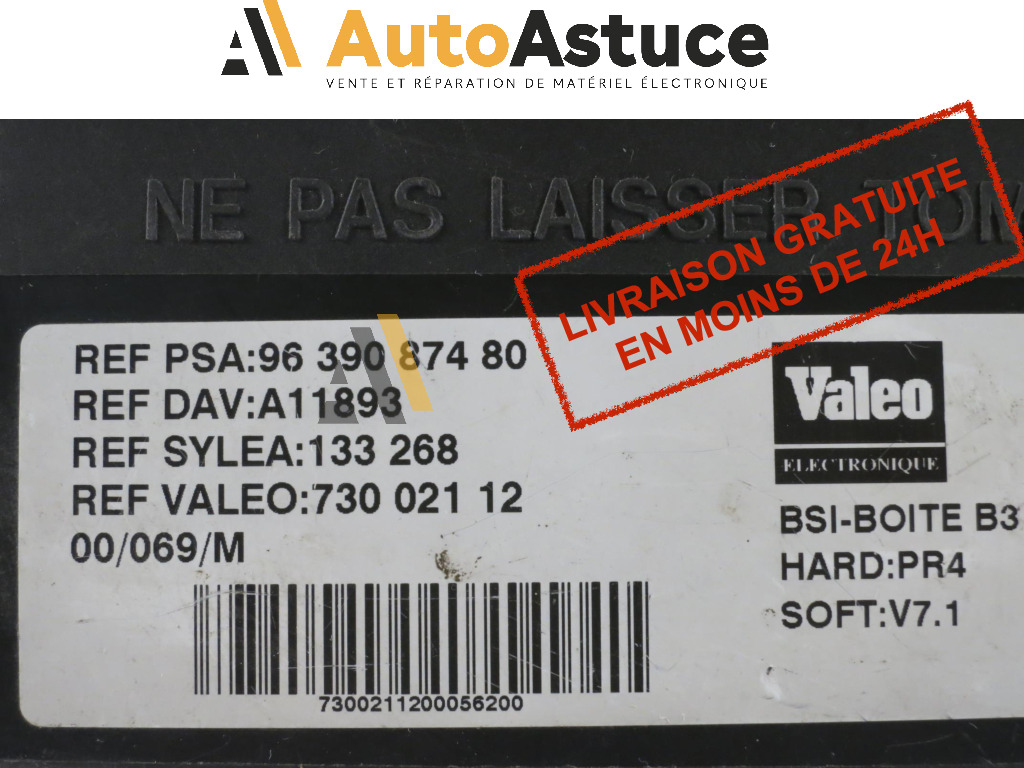 AutoAstuce
VENTE ET RÉPARATION DE MATÉRIEL ÉLECTRONIQUE
NE PAS LAISSER TOM
LIVRAISON GRATUITE
EN MOINS DE 24H
REF PSA:96 390 874 80
REF DAV:A11893
REF SYLEA:133 268
REF VALEO:730 021 12
00/069/M
7300211200056200
Valeo
ELECTRONIQUE
BSI-BOITE B3
HARD:PR4
SOFT:V7.1